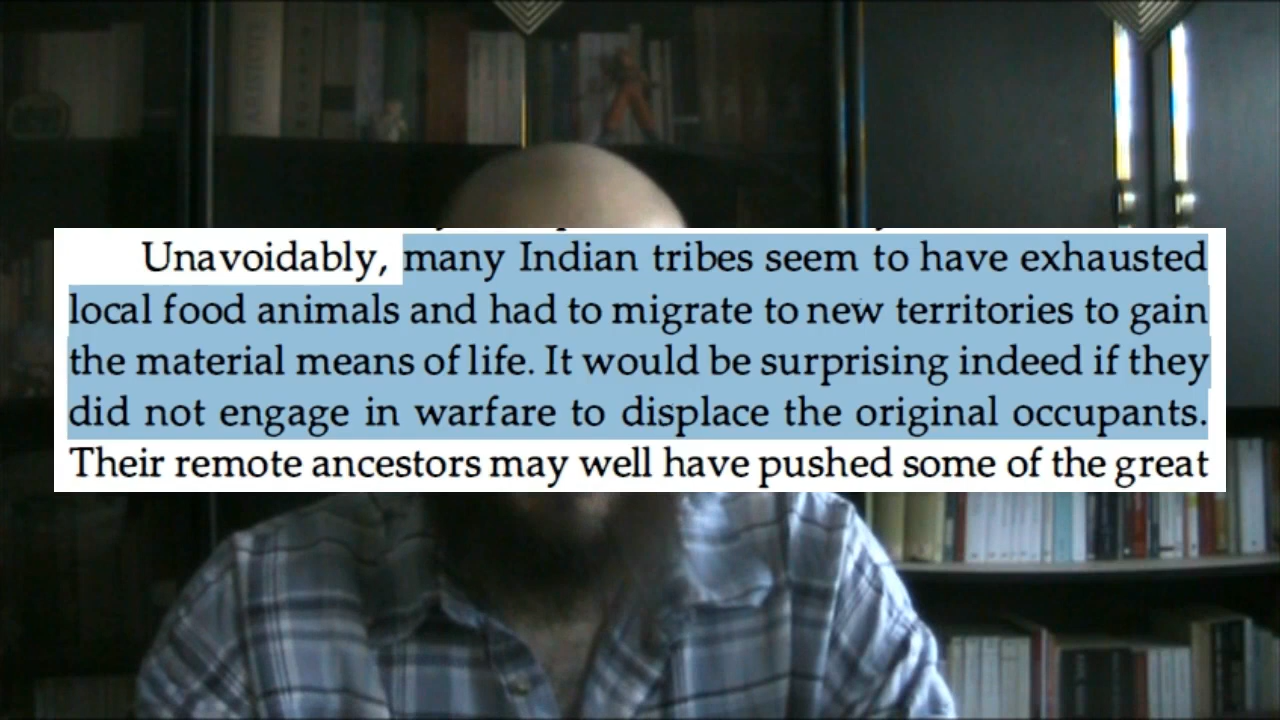 Unavoidably, many Indian tribes seem to have exhausted
local food animals and had to migrate to new territories to gain
the material means of life. It would be surprising indeed if they
did not engage in warfare to displace the original occupants.
Their remote ancestors may well have pushed some of the great